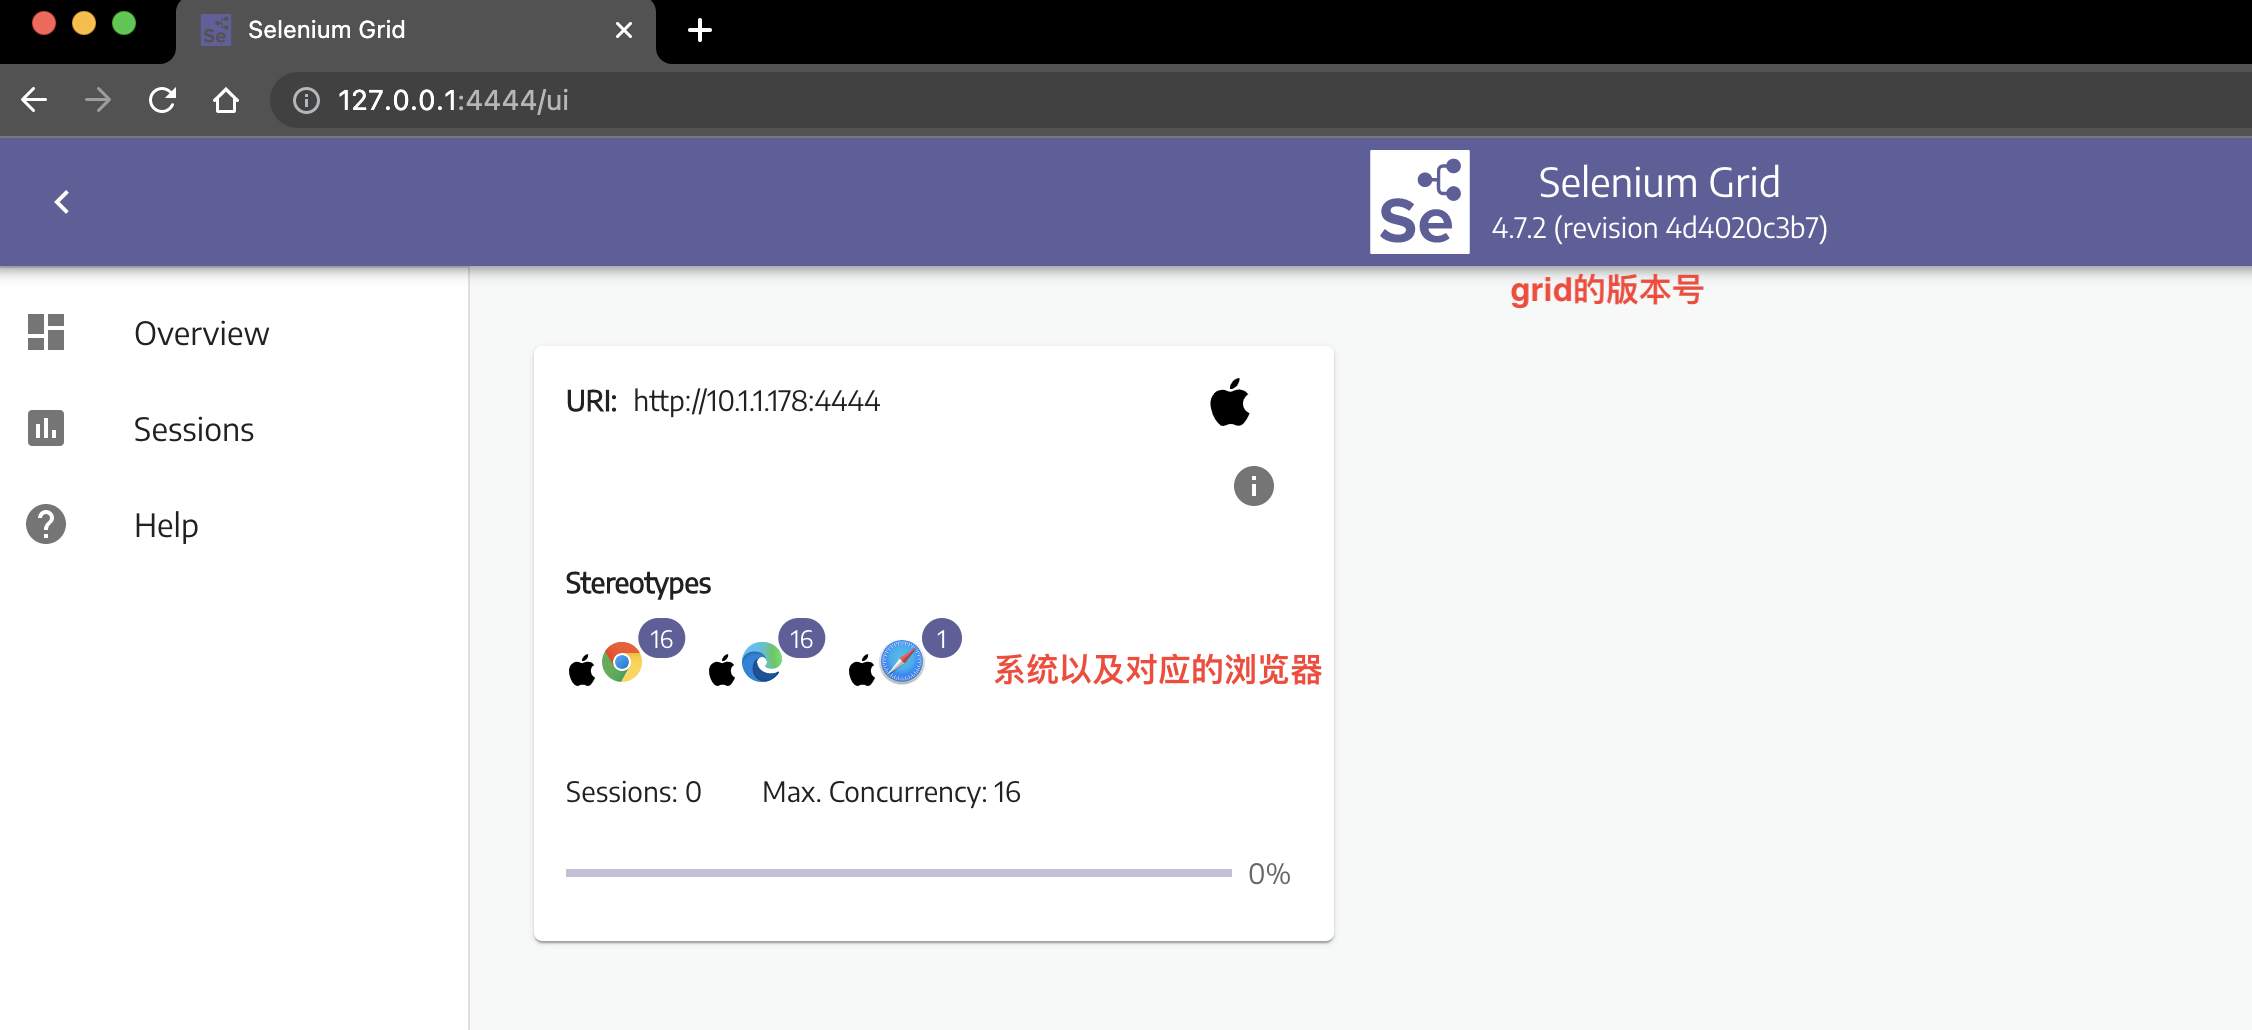 Selenium Grid
127.0.0.1:4444/ui
Se
Selenium Grid
4.7.2 (revision 4d4020c3b7)
grid的版本号
Overview
Sessions
Help
URI: http://10.1.1.178:4444
Stereotypes
16 16 1
系统以及对应的浏览器
Sessions: 0 Max. Concurrency: 16
0%